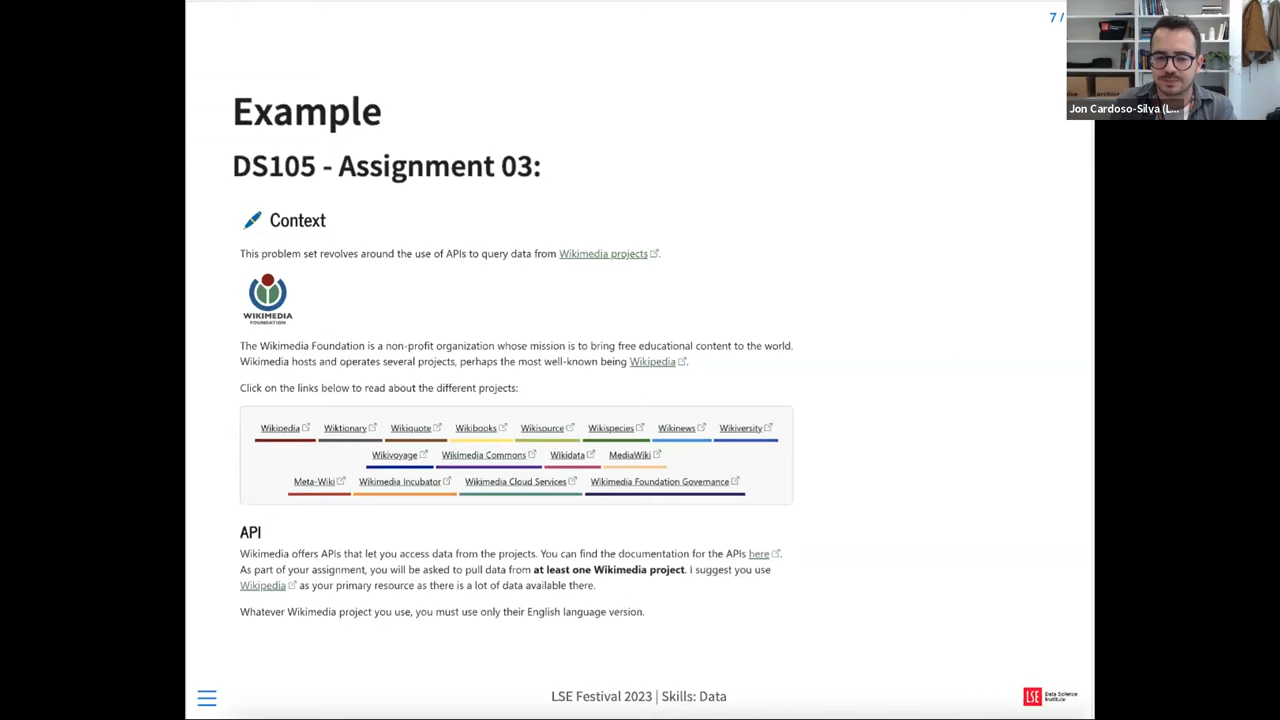 7 /
Jon Cardoso-Silva (L...
Example
DS105 - Assignment 03:
Context
This problem set revolves around the use of APIs to query data from Wikimedia projects.
WIKIMEDIA
FOUNDATION
The Wikimedia Foundation is a non-profit organization whose mission is to bring free educational content to the world.
Wikimedia hosts and operates several projects, perhaps the most well-known being Wikipedia.
Click on the links below to read about the different projects:
Wikipedia Wiktionary Wikiquote Wikibooks Wikisource Wikispecies Wikinews Wikiversity
Wikivoyage Wikimedia Commons Wikidata MediaWiki
Meta-Wiki Wikimedia Incubator Wikimedia Cloud Services Wikimedia Foundation Governance
API
Wikimedia offers APIs that let you access data from the projects. You can find the documentation for the APIs here.
As part of your assignment, you will be asked to pull data from at least one Wikimedia project. I suggest you use
Wikipedia as your primary resource as there is a lot of data available there.
Whatever Wikimedia project you use, you must use only their English language version.
LSE Festival 2023 | Skills: Data
LSE Data Science
Institute